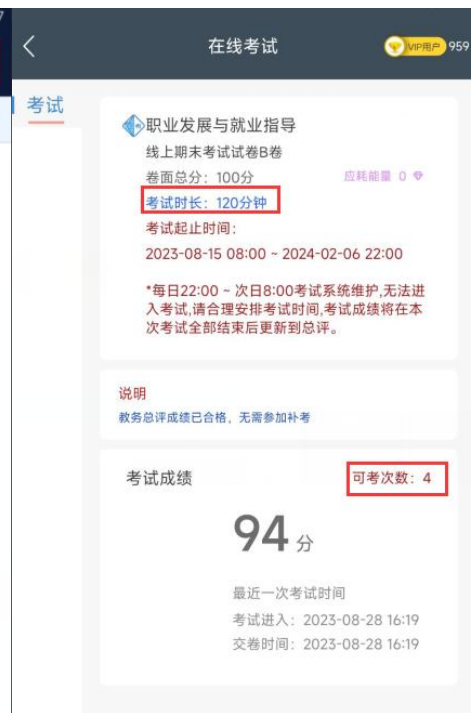 在线考试
VIP用户 959
考试
职业发展与就业指导
线上期末考试试卷B卷
卷面总分：100分
应耗能量 0
考试时长：120分钟
考试起止时间：
2023-08-15 08:00 ~ 2024-02-06 22:00
*每日22:00 ~ 次日8:00考试系统维护,无法进
入考试,请合理安排考试时间,考试成绩将在本
次考试全部结束后更新到总评。
说明
教务总评成绩已合格，无需参加补考
考试成绩
可考次数：4
94 分
最近一次考试时间
考试进入：2023-08-28 16:19
交卷时间：2023-08-28 16:19